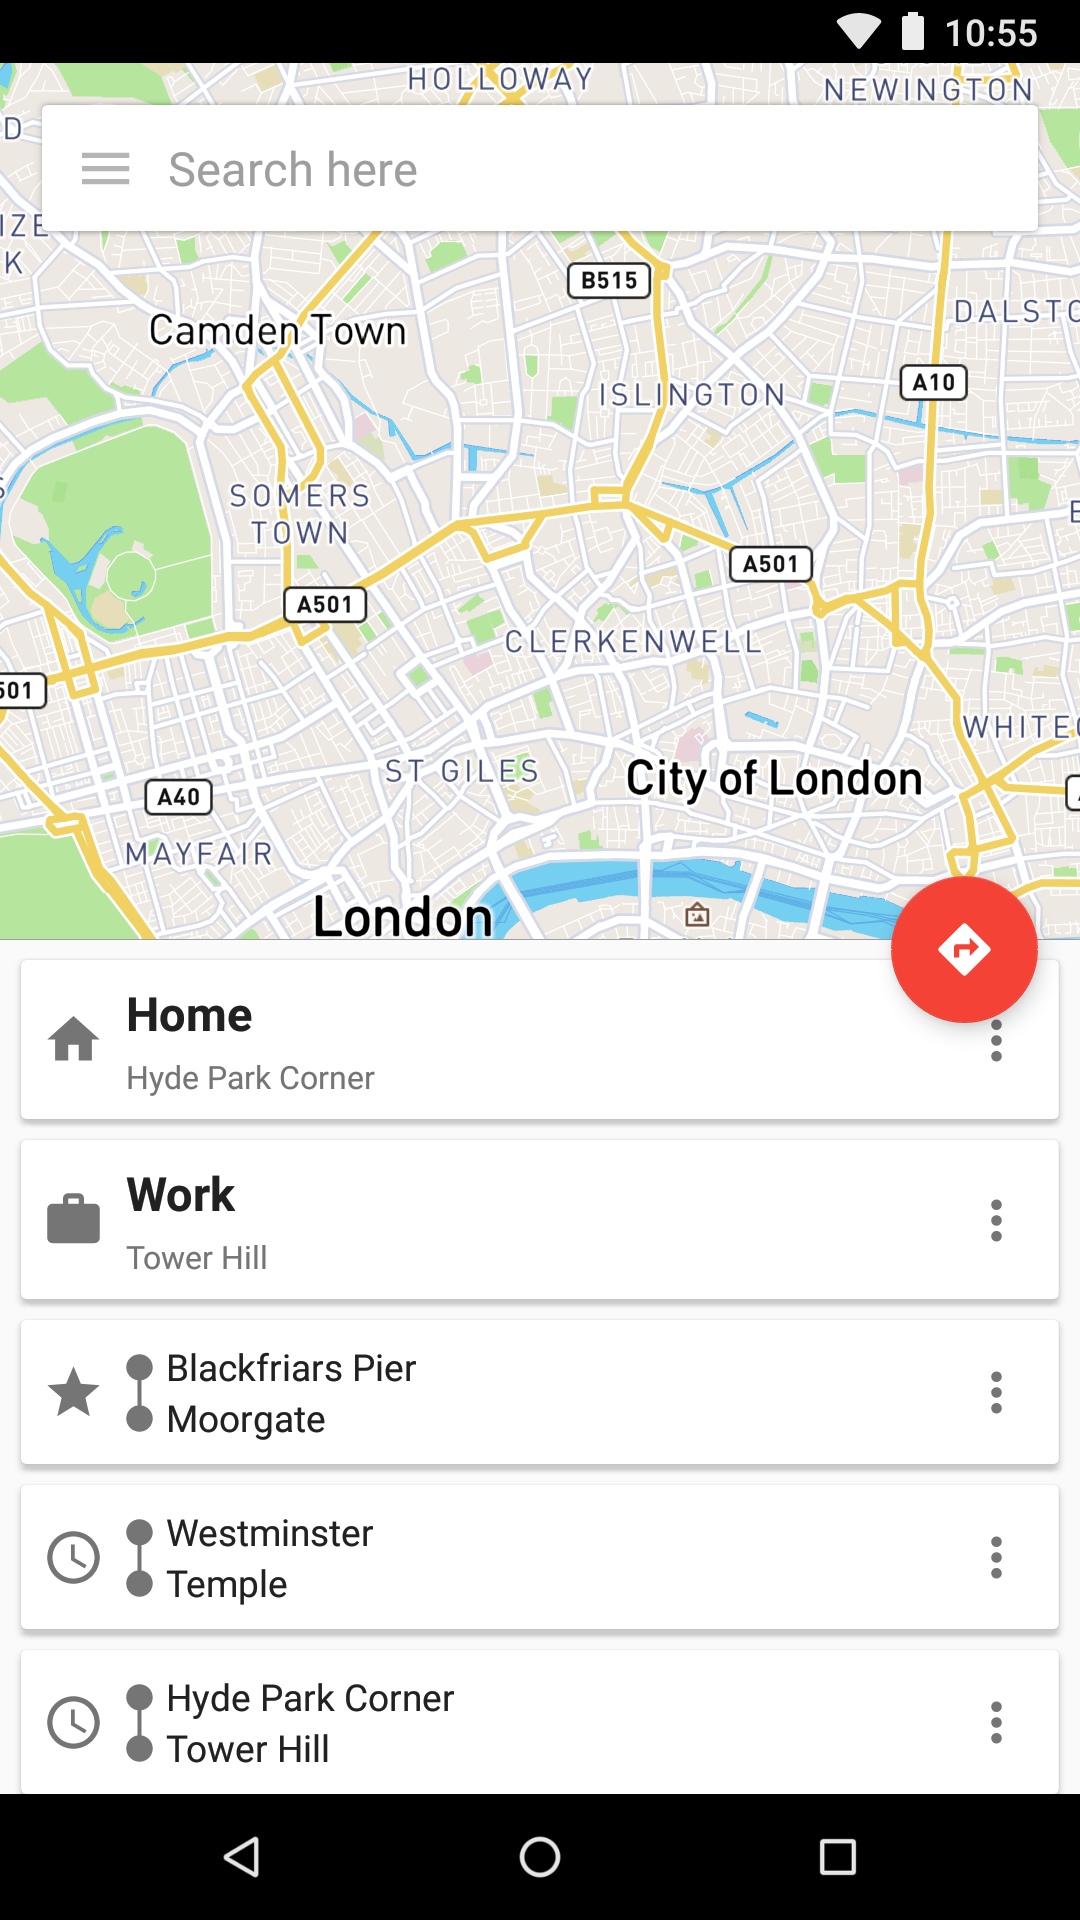 10:55
HOLLOWAY
NEWINGTON
D
Search here
IZE
K
B515
DALSTO
Camden Town
A10
ISLINGTON
SOMERS
TOWN
A501
A501
CLERKENWELL
501
WHITEC
ST GILES
City of London
A40
MAYFAIR
London
Home
Hyde Park Corner
Work
Tower Hill
Blackfriars Pier
Moorgate
Westminster
Temple
Hyde Park Corner
Tower Hill